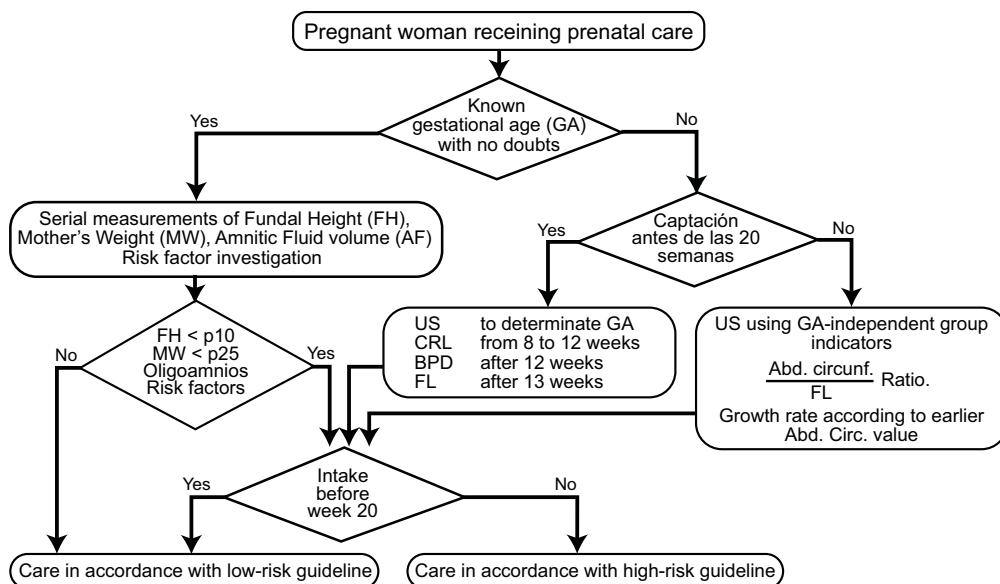 Pregnant woman receining prenatal care
Known
gestational age (GA)
with no doubts
Yes
No
Serial measurements of Fundal Height (FH),
Mother's Weight (MW), Amnitic Fluid volume (AF)
Risk factor investigation
Captación
antes de las 20
semanas
Yes
No
FH < p10
MW < p25
Oligoamnios
Risk factors
No
Yes
US to determinate GA
CRL from 8 to 12 weeks
BPD after 12 weeks
FL after 13 weeks
US using GA-independent group
indicators
Abd. circunf.
FL
Ratio.
Growth rate according to earlier
Abd. Circ. value
Intake
before
week 20
Yes
No
Care in accordance with low-risk guideline
Care in accordance with high-risk guideline